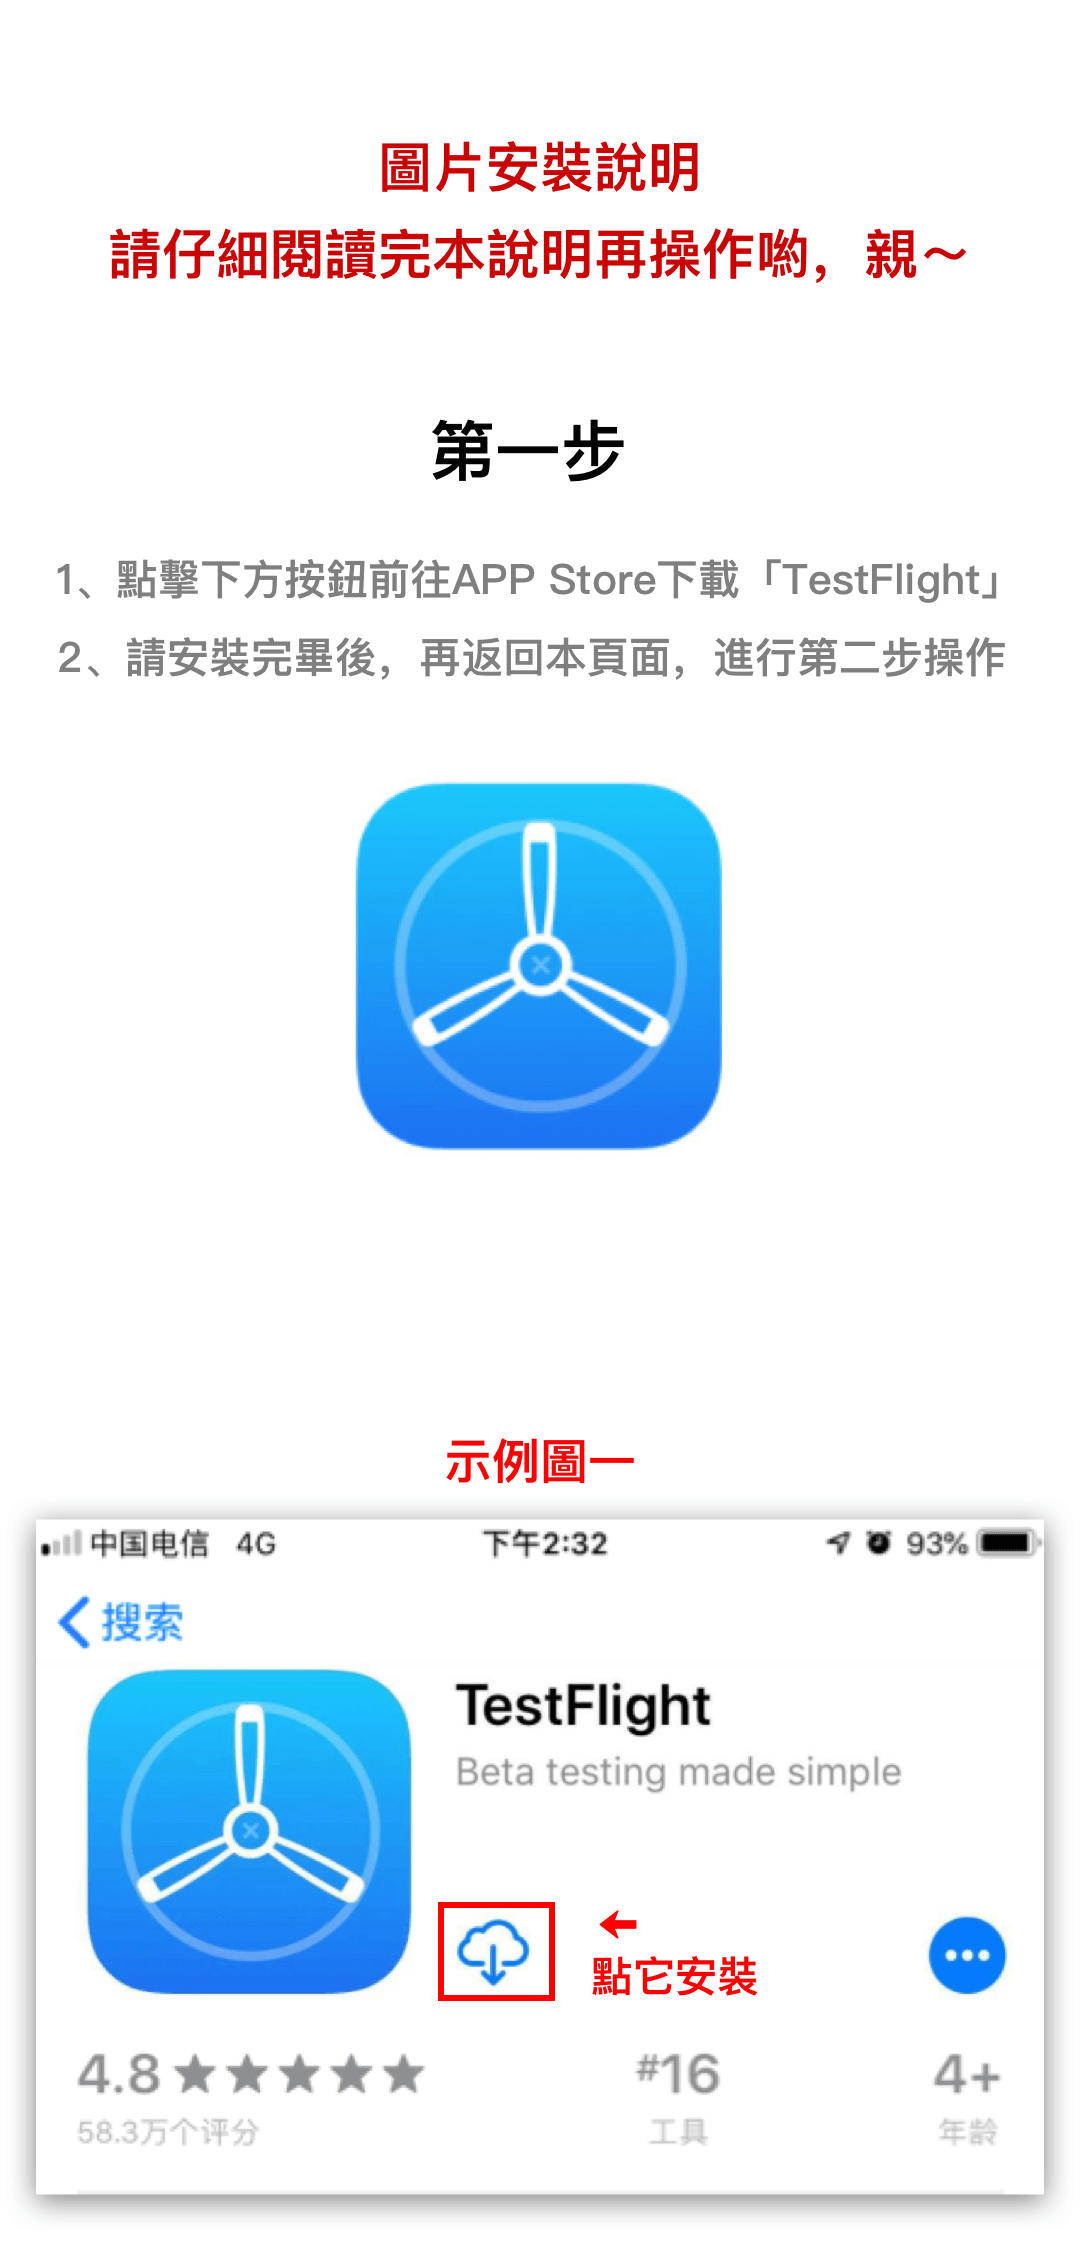 圖片安裝說明
請仔細閱讀完本說明再操作喲，親～
第一步
1、點擊下方按鈕前往APP Store下載「TestFlight」
2、請安裝完畢後，再返回本頁面，進行第二步操作
示例圖一
中国电信 4G 下午2:32 93%
搜索
TestFlight
Beta testing made simple
點它安裝
4.8 #16 4+
58.3万个评分 工具 年龄